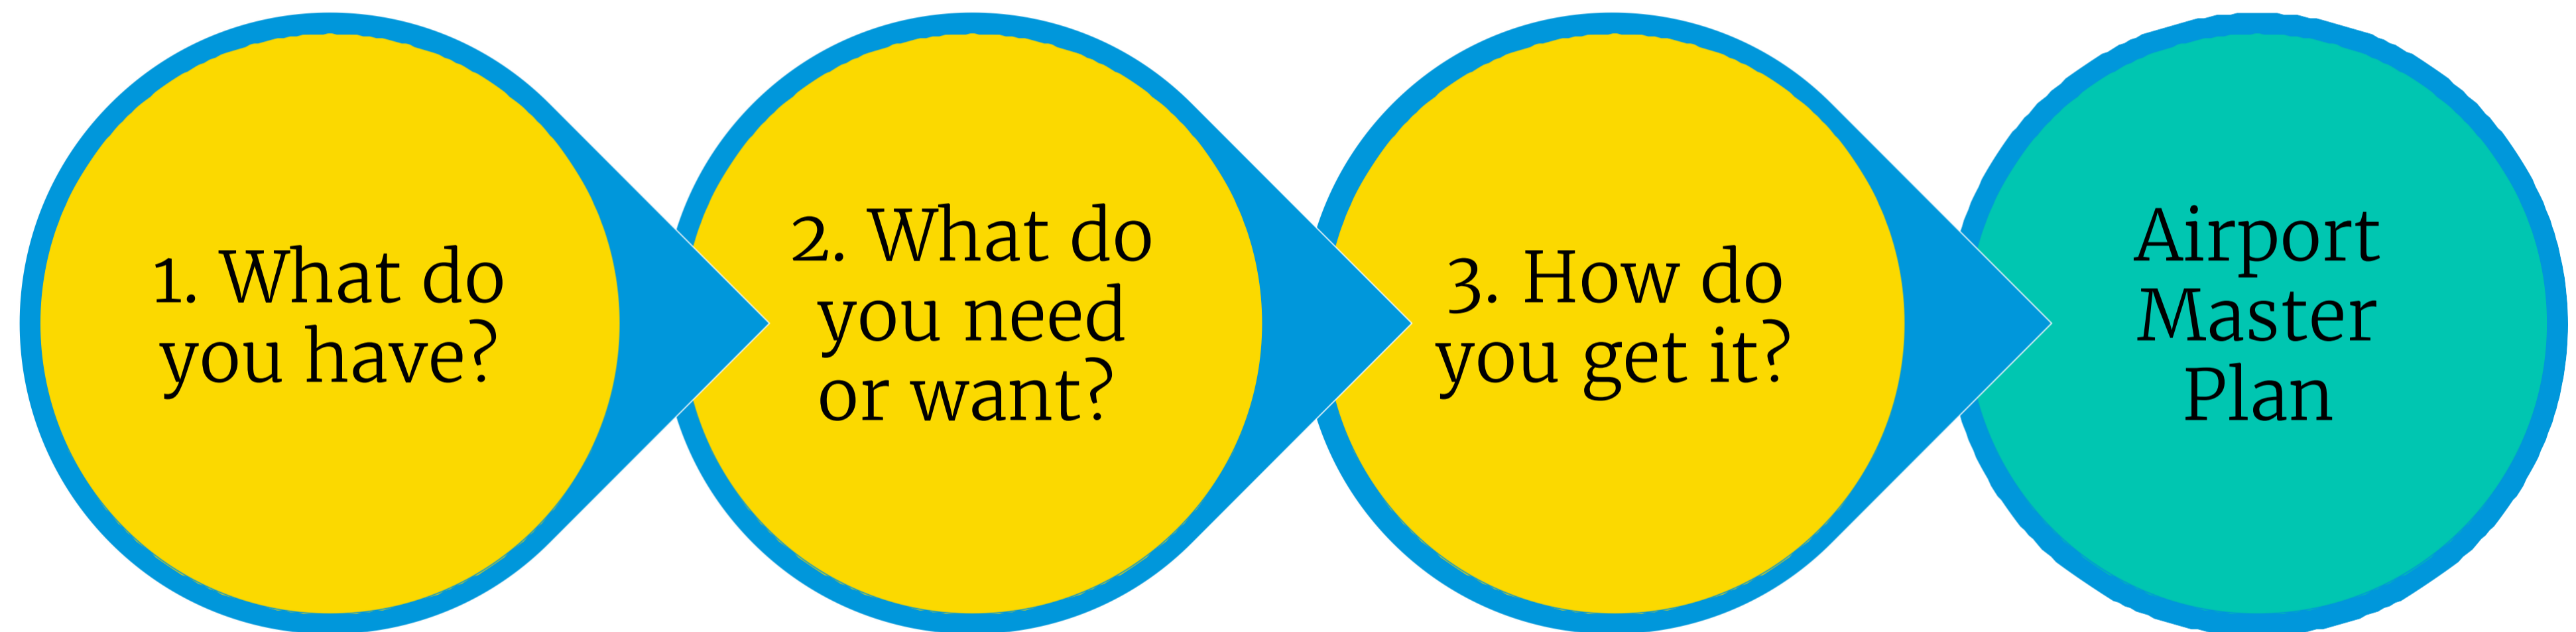 1. What do
you have?
2. What do
you need
or want?
3. How do
you get it?
Airport
Master
Plan